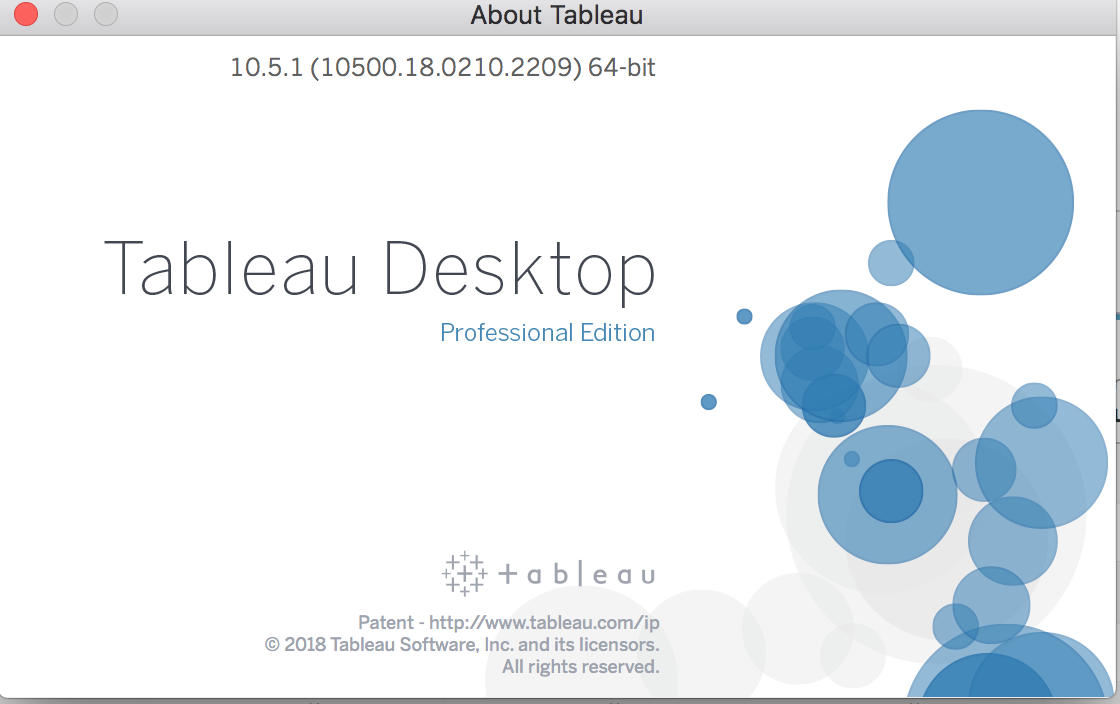 About Tableau
10.5.1 (10500.18.0210.2209) 64-bit
Tableau Desktop
Professional Edition
+ableau
Patent - http://www.tableau.com/ip
© 2018 Tableau Software, Inc. and its licensors.
All rights reserved.